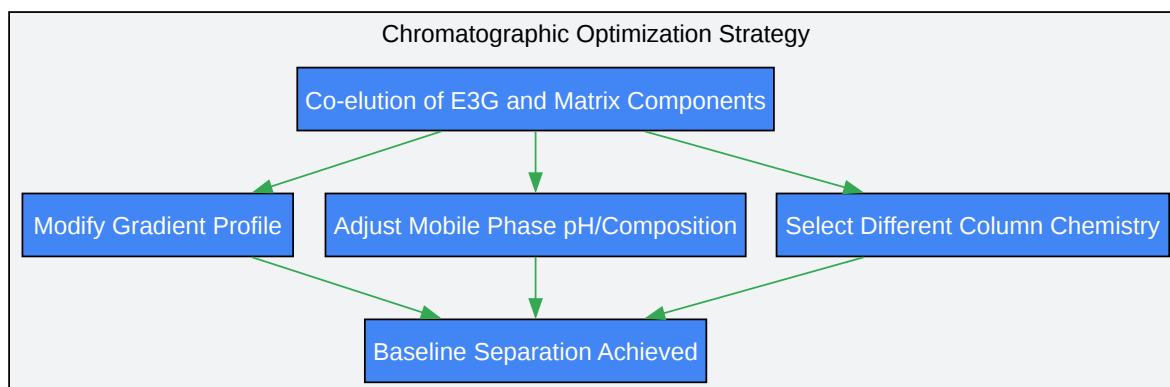 Chromatographic Optimization Strategy
Co-elution of E3G and Matrix Components
Modify Gradient Profile
Adjust Mobile Phase pH/Composition
Select Different Column Chemistry
Baseline Separation Achieved